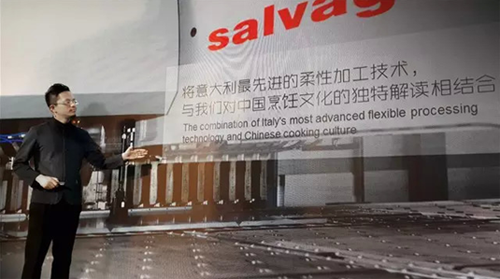 salvag
将意大利最先进的柔性加工技术，
与我们对中国烹饪文化的独特解读相结合
The combination of Italy's most advanced flexible processing
technology and Chinese cooking culture